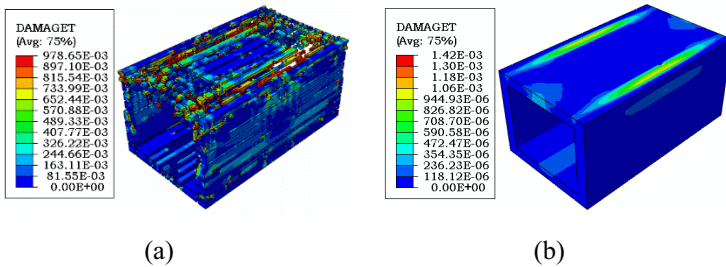 DAMAGET
(Avg: 75%)
978.65E-03
897.10E-03
815.54E-03
733.99E-03
652.44E-03
570.88E-03
489.33E-03
407.77E-03
326.22E-03
244.66E-03
163.11E-03
81.55E-03
0.00E+00
(a)
DAMAGET
(Avg: 75%)
1.42E-03
1.30E-03
1.18E-03
1.06E-03
944.93E-06
826.82E-06
708.70E-06
590.58E-06
472.47E-06
354.35E-06
236.23E-06
118.12E-06
0.00E+00
(b)